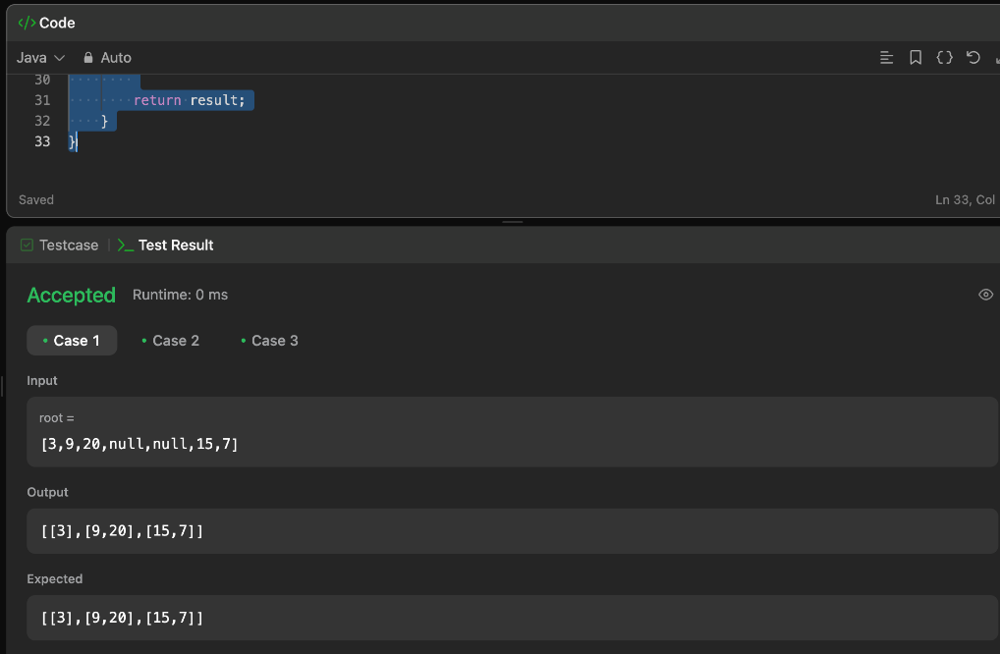 </> Code
Java Auto
30
31 return result;
32 }
33 }
Saved Ln 33, Col
Testcase | >_ Test Result
Accepted Runtime: 0 ms
• Case 1 • Case 2 • Case 3
Input
root =
[3,9,20,null,null,15,7]
Output
[[3],[9,20],[15,7]]
Expected
[[3],[9,20],[15,7]]